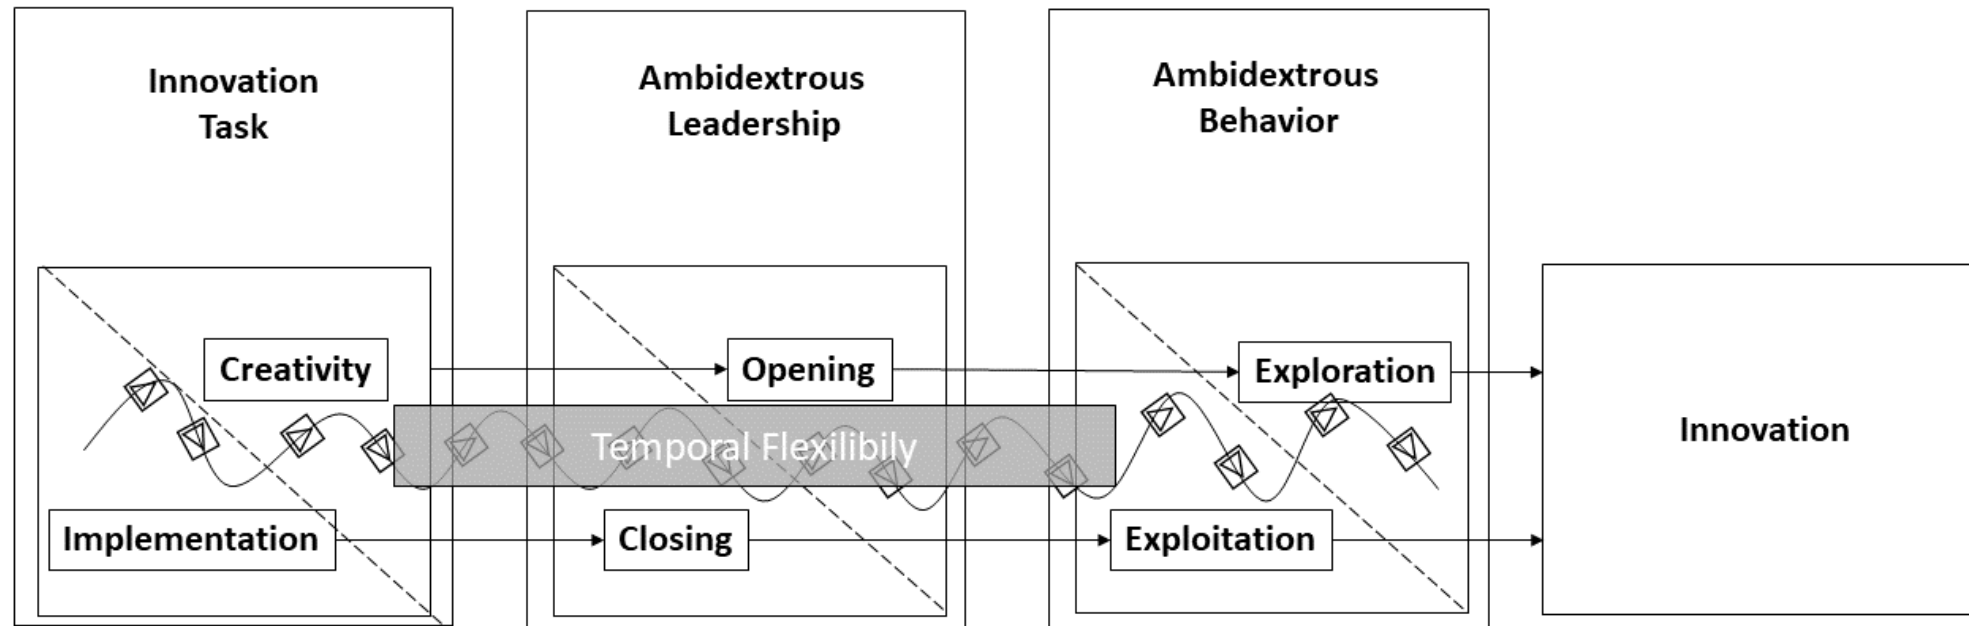 Innovation
Task
Ambidextrous
Leadership
Ambidextrous
Behavior
Creativity
Opening
Exploration
Temporal Flexilibily
Innovation
Implementation
Closing
Exploitation